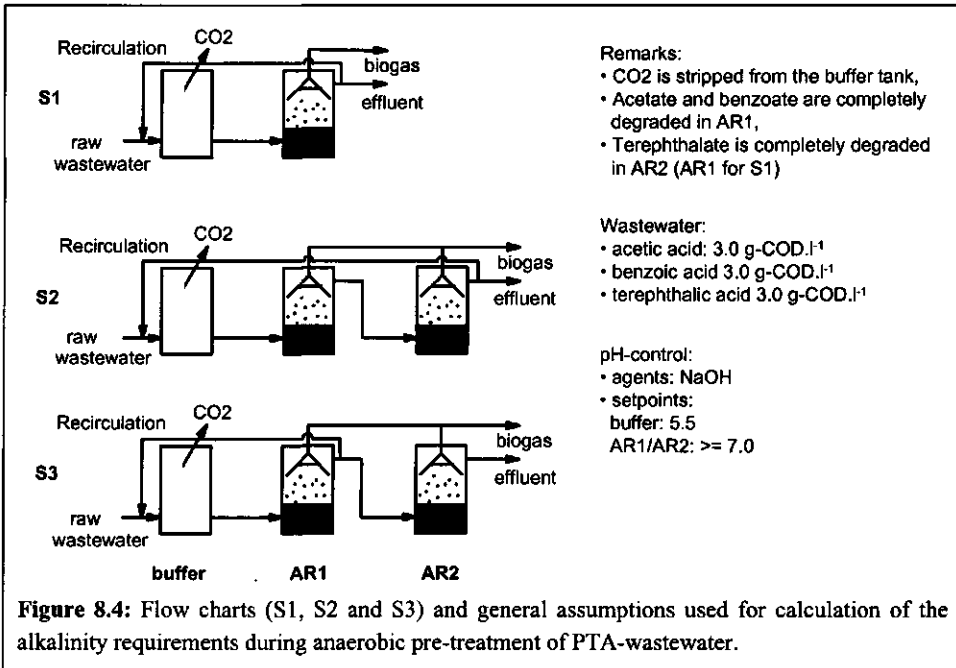 Recirculation
CO2
biogas
effluent
S1
raw
wastewater
Remarks:
• CO2 is stripped from the buffer tank,
• Acetate and benzoate are completely
degraded in AR1,
• Terephthalate is completely degraded
in AR2 (AR1 for S1)
Recirculation
CO2
biogas
effluent
S2
raw
wastewater
Wastewater:
• acetic acid: 3.0 g-COD.l-1
• benzoic acid 3.0 g-COD.l-1
• terephthalic acid 3.0 g-COD.l-1
pH-control:
• agents: NaOH
• setpoints:
buffer: 5.5
AR1/AR2: >= 7.0
Recirculation
CO2
biogas
effluent
S3
raw
wastewater
buffer
AR1
AR2
Figure 8.4: Flow charts (S1, S2 and S3) and general assumptions used for calculation of the
alkalinity requirements during anaerobic pre-treatment of PTA-wastewater.